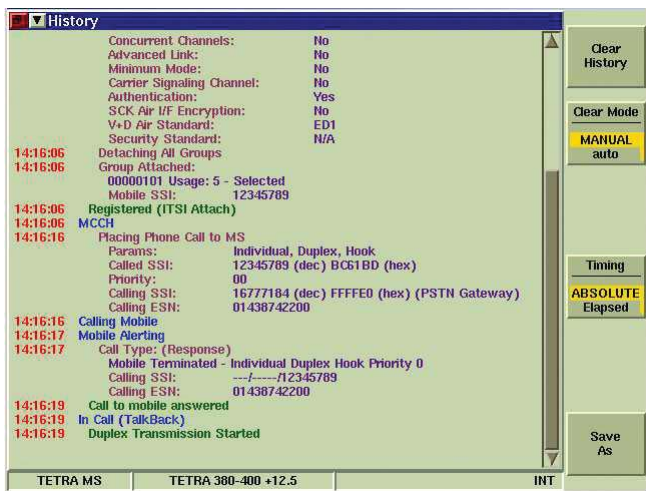 History
Concurrent Channels: No
Advanced Link: No
Minimum Mode: No
Carrier Signaling Channel: No
Authentication: Yes
SCK Air I/F Encryption: No
V+D Air Standard: ED1
Security Standard: N/A
14:16:06 Detaching All Groups
14:16:06 Group Attached:
00000101 Usage: 5 - Selected
Mobile SSI: 12345789
14:16:06 Registered (ITSI Attach)
14:16:06 MCCH
14:16:16 Placing Phone Call to MS
Params: Individual, Duplex, Hook
Called SSI: 12345789 (dec) BC61BD (hex)
Priority: 00
Calling SSI: 16777184 (dec) FFFFE0 (hex) (PSTN Gateway)
Calling ESN: 01438742200
14:16:16 Calling Mobile
14:16:17 Mobile Alerting
14:16:17 Call Type: (Response)
Mobile Terminated - Individual Duplex Hook Priority 0
Calling SSI: ---/-----/12345789
Calling ESN: 01438742200
14:16:19 Call to mobile answered
14:16:19 In Call (TalkBack)
14:16:19 Duplex Transmission Started
TETRA MS TETRA 380-400 +12.5 INT
Clear
History
Clear Mode
MANUAL
auto
Timing
ABSOLUTE
Elapsed
Save
As